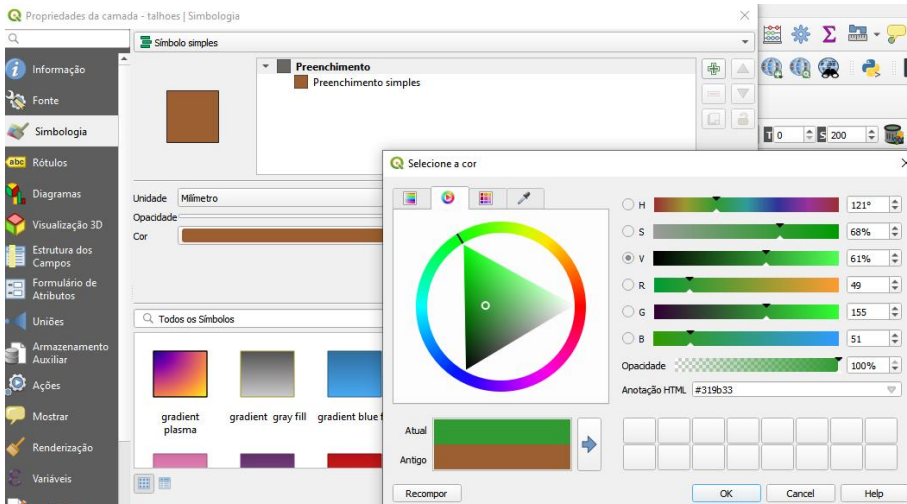 Propriedades da camada - talhoes | Simbologia
Símbolo simples
Informação
Fonte
Simbologia
abc Rótulos
Diagramas
Visualização 3D
Estrutura dos
Campos
Formulário de
Atributos
Uniões
Armazenamento
Auxiliar
Ações
Mostrar
Renderização
Variáveis
Preenchimento
Preenchimento simples
Unidade Milímetro
Opacidade
Cor
Todos os Símbolos
gradient
plasma
gradient gray fill
gradient blue f
T 0 S 200
Selecione a cor
H 121°
S 68%
V 61%
R 49
G 155
B 51
Opacidade 100%
Anotação HTML #319b33
Atual
Antigo
Recompor
OK
Cancel
Help